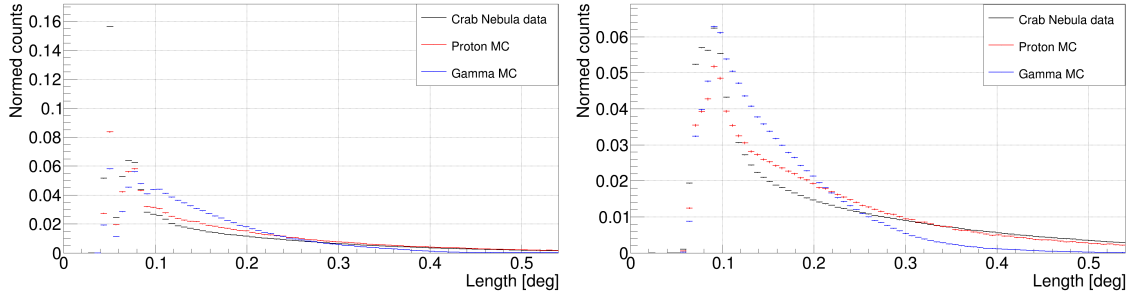 Normed counts
0.16
0.14
0.12
0.1
0.08
0.06
0.04
0.02
0
Crab Nebula data
Proton MC
Gamma MC
0 0.1 0.2 0.3 0.4 0.5
Length [deg]
Normed counts
0.06
0.05
0.04
0.03
0.02
0.01
0
Crab Nebula data
Proton MC
Gamma MC
0 0.1 0.2 0.3 0.4 0.5
Length [deg]